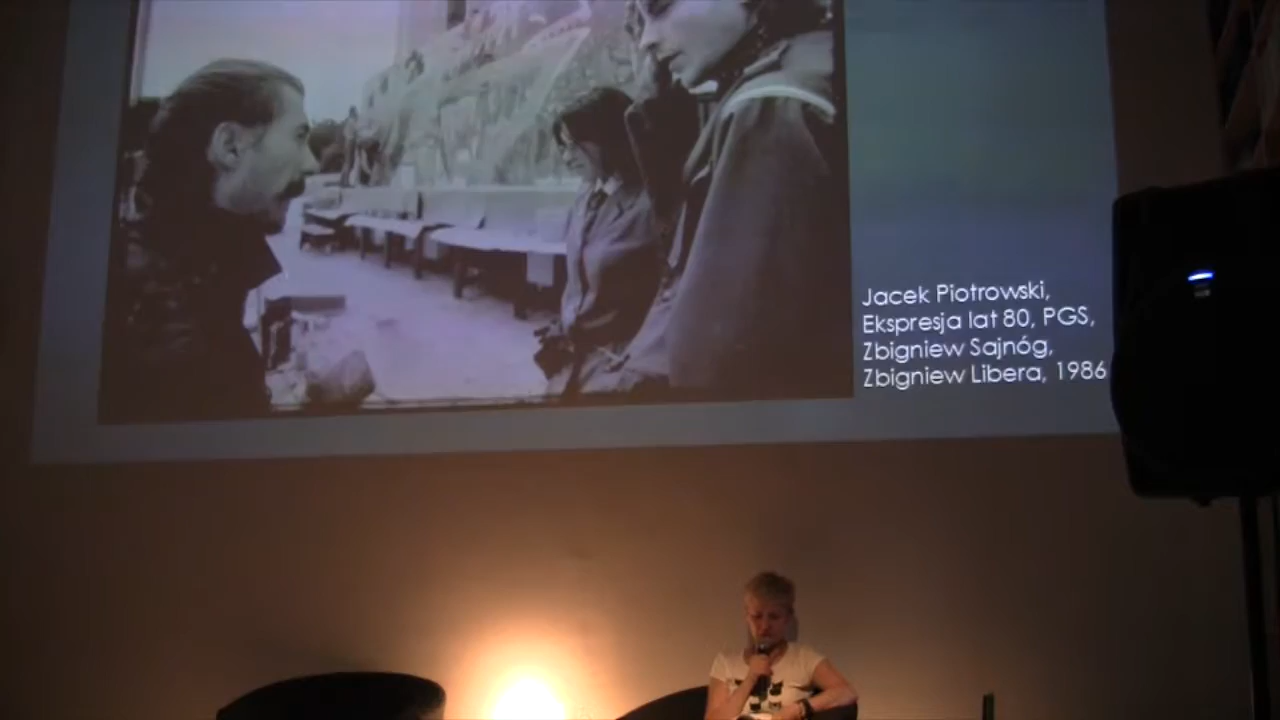 Jacek Piotrowski,
Ekspresja lat 80, PGS,
Zbigniew Sajnóg,
Zbigniew Libera, 1986